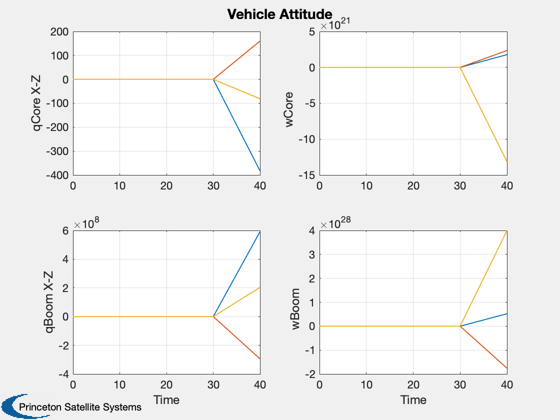 Vehicle Attitude
200
100
0
-100
-200
-300
-400
qCore X-Z
0 10 20 30 40
×10^21
5
0
-5
-10
-15
wCore
0 10 20 30 40
×10^8
6
4
2
0
-2
-4
qBoom X-Z
0 10 20 30 40
Time
×10^28
4
3
2
1
0
-1
-2
wBoom
0 10 20 30 40
Time
Princeton Satellite Systems